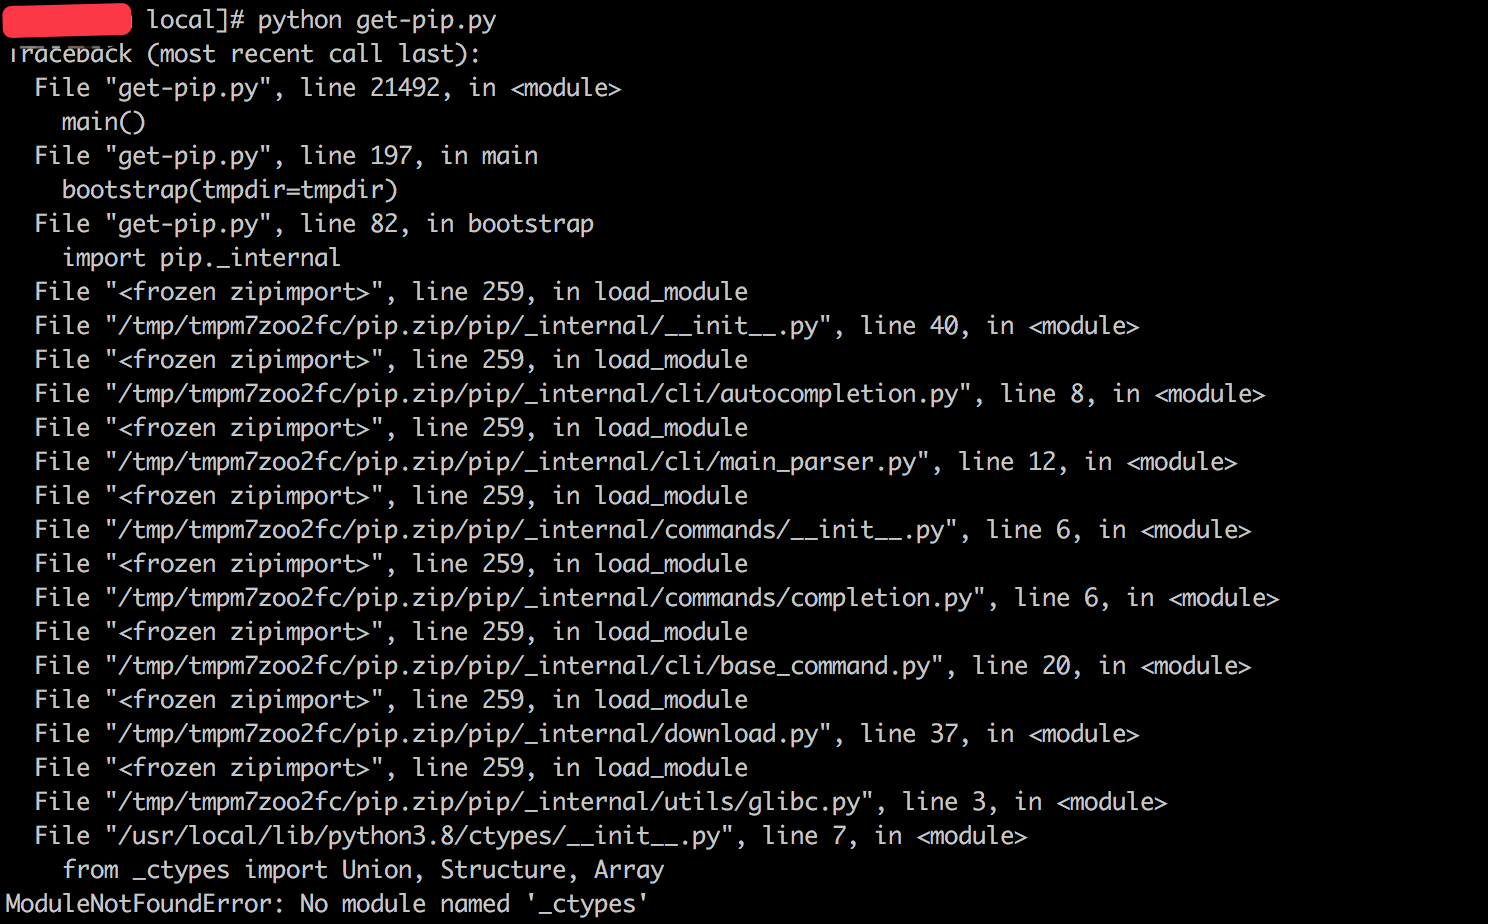 local]# python get-pip.py
Traceback (most recent call last):
  File "get-pip.py", line 21492, in <module>
    main()
  File "get-pip.py", line 197, in main
    bootstrap(tmpdir=tmpdir)
  File "get-pip.py", line 82, in bootstrap
    import pip._internal
  File "<frozen zipimport>", line 259, in load_module
  File "/tmp/tmpm7zoo2fc/pip.zip/pip/_internal/__init__.py", line 40, in <module>
  File "<frozen zipimport>", line 259, in load_module
  File "/tmp/tmpm7zoo2fc/pip.zip/pip/_internal/cli/autocompletion.py", line 8, in <module>
  File "<frozen zipimport>", line 259, in load_module
  File "/tmp/tmpm7zoo2fc/pip.zip/pip/_internal/cli/main_parser.py", line 12, in <module>
  File "<frozen zipimport>", line 259, in load_module
  File "/tmp/tmpm7zoo2fc/pip.zip/pip/_internal/commands/__init__.py", line 6, in <module>
  File "<frozen zipimport>", line 259, in load_module
  File "/tmp/tmpm7zoo2fc/pip.zip/pip/_internal/commands/completion.py", line 6, in <module>
  File "<frozen zipimport>", line 259, in load_module
  File "/tmp/tmpm7zoo2fc/pip.zip/pip/_internal/cli/base_command.py", line 20, in <module>
  File "<frozen zipimport>", line 259, in load_module
  File "/tmp/tmpm7zoo2fc/pip.zip/pip/_internal/download.py", line 37, in <module>
  File "<frozen zipimport>", line 259, in load_module
  File "/tmp/tmpm7zoo2fc/pip.zip/pip/_internal/utils/glibc.py", line 3, in <module>
  File "/usr/local/lib/python3.8/ctypes/__init__.py", line 7, in <module>
    from _ctypes import Union, Structure, Array
ModuleNotFoundError: No module named '_ctypes'